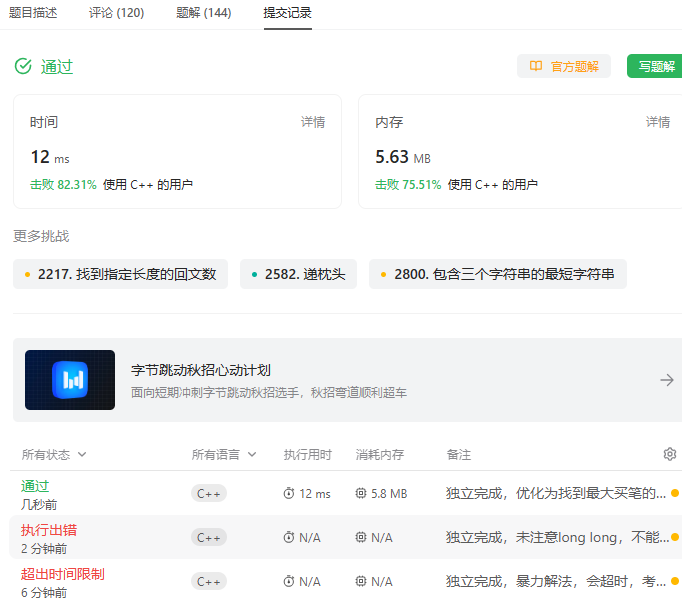 题目描述 评论 (120) 题解 (144) 提交记录
通过 官方题解 写题解
时间 详情 内存 详情
12 ms 5.63 MB
击败 82.31% 使用 C++ 的用户 击败 75.51% 使用 C++ 的用户
更多挑战
2217. 找到指定长度的回文数 2582. 递枕头 2800. 包含三个字符串的最短字符串
字节跳动秋招心动计划
面向短期冲刺字节跳动秋招选手，秋招弯道顺利超车
所有状态 所有语言 执行用时 消耗内存 备注
通过 C++ 12 ms 5.8 MB 独立完成，优化为找到最大买笔的...
几秒前
执行出错 C++ N/A N/A 独立完成，未注意long long，不能...
2 分钟前
超出时间限制 C++ N/A N/A 独立完成，暴力解法，会超时，考...
6 分钟前